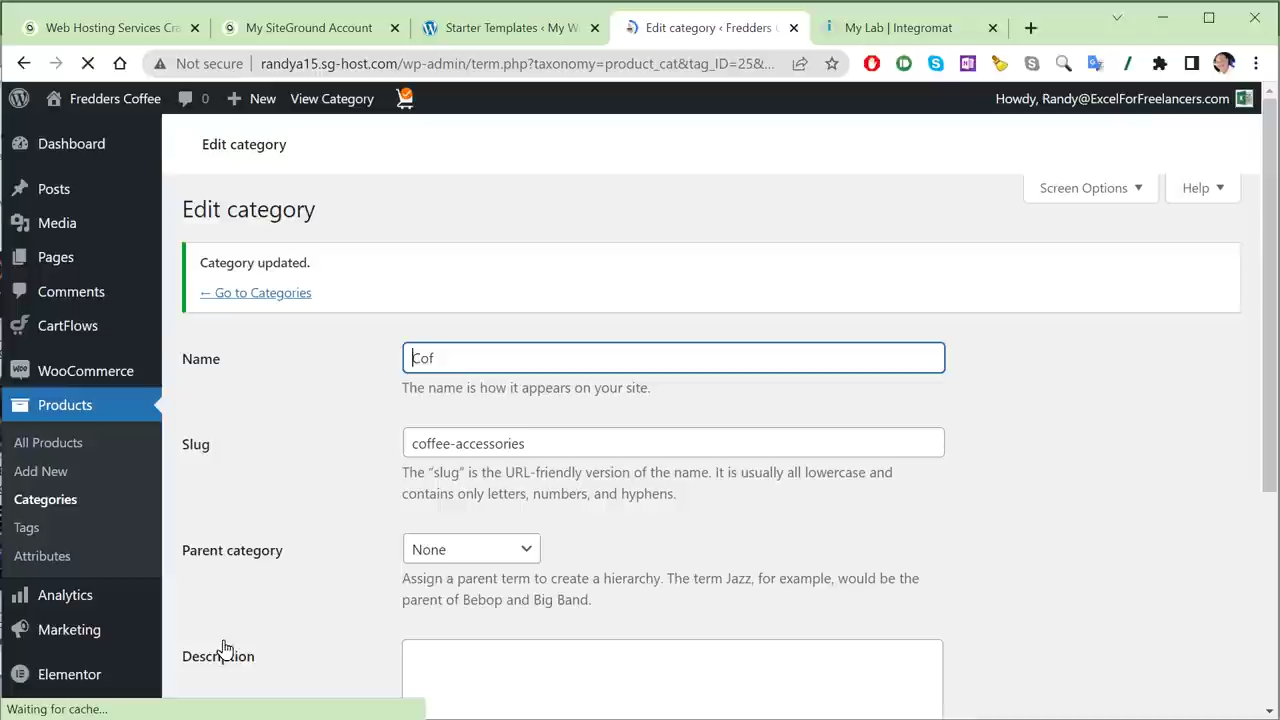 Web Hosting Services Cra
My SiteGround Account
Starter Templates ‹ My W
Edit category ‹ Fredders C
My Lab | Integromat
Not secure
randya15.sg-host.com/wp-admin/term.php?taxonomy=product_cat&tag_ID=25&...
Fredders Coffee
0
New
View Category
Howdy, Randy@ExcelForFreelancers.com
Dashboard
Posts
Media
Pages
Comments
CartFlows
WooCommerce
Products
All Products
Add New
Categories
Tags
Attributes
Analytics
Marketing
Elementor
Edit category
Screen Options
Help
Edit category
Category updated.
← Go to Categories
Name
Cof
The name is how it appears on your site.
Slug
coffee-accessories
The “slug” is the URL-friendly version of the name. It is usually all lowercase and
contains only letters, numbers, and hyphens.
Parent category
None
Assign a parent term to create a hierarchy. The term Jazz, for example, would be the
parent of Bebop and Big Band.
Description
Waiting for cache...